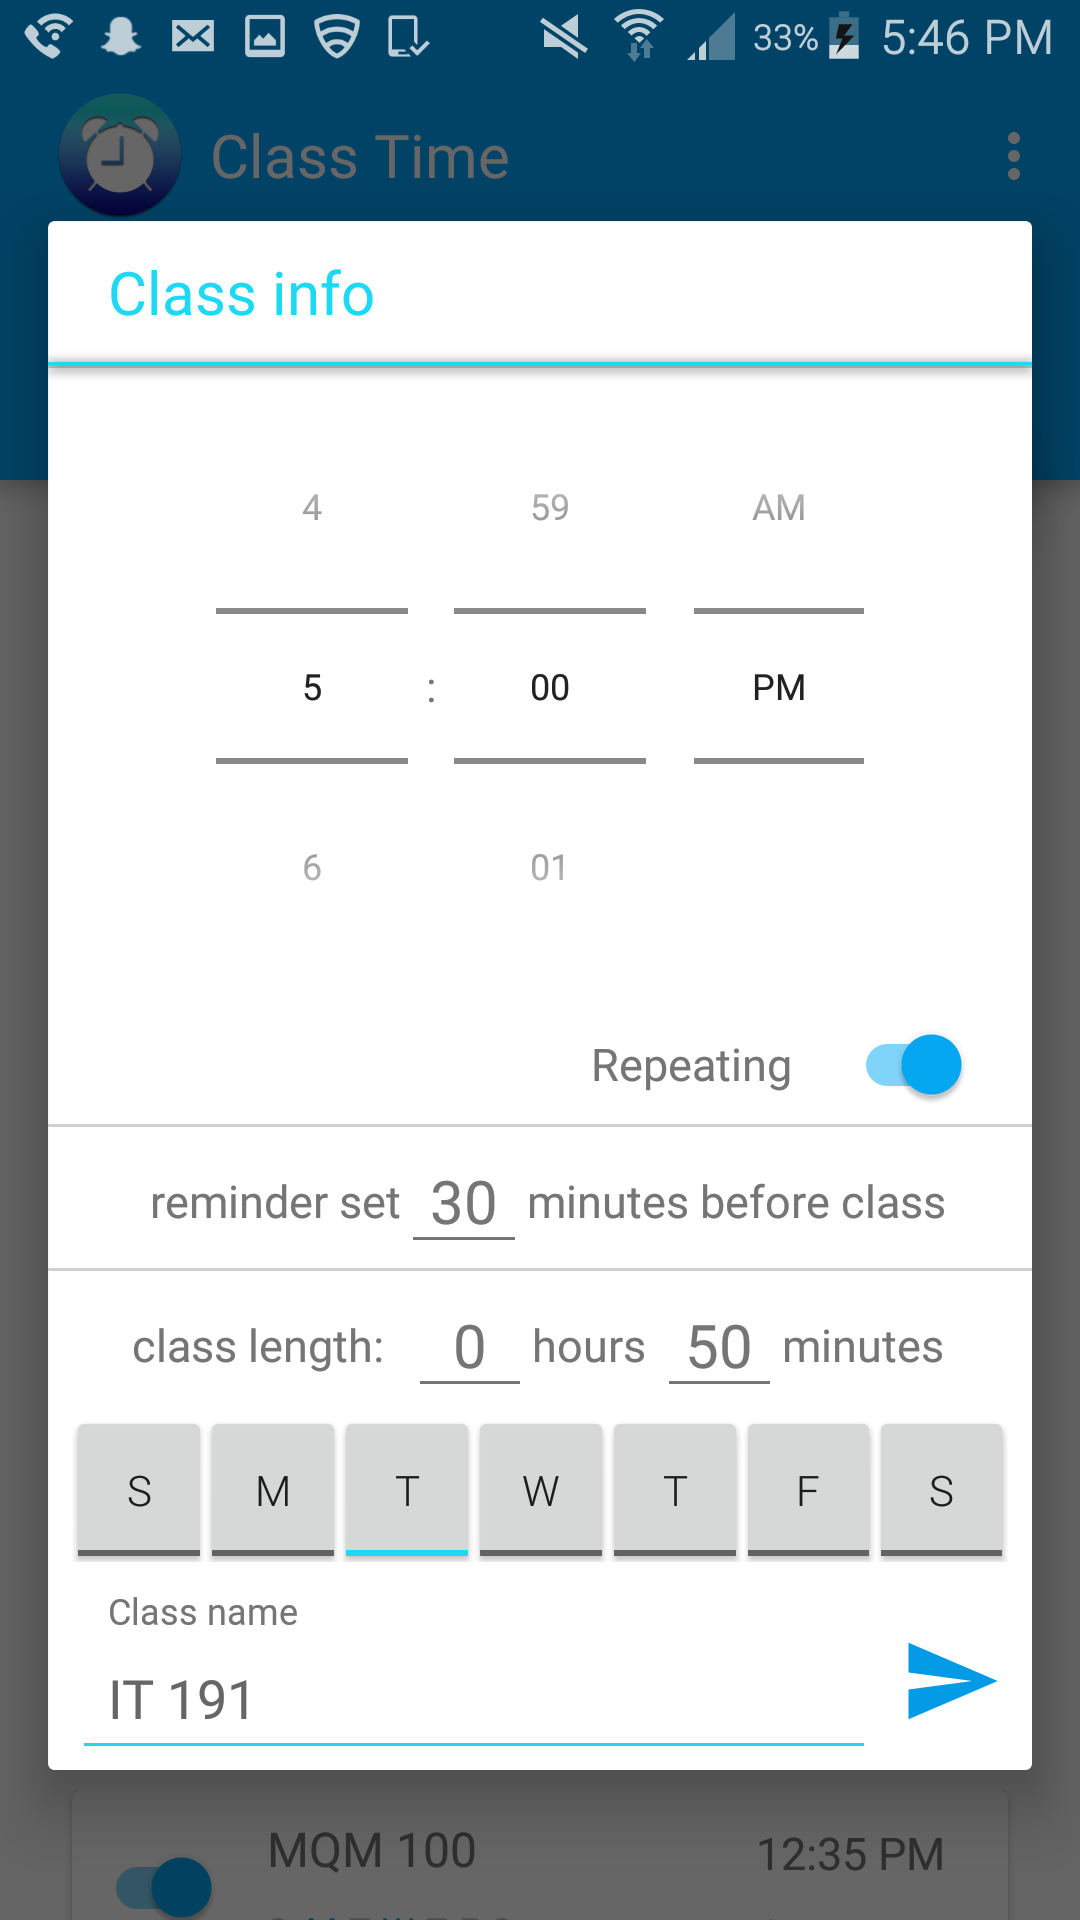 33% 5:46 PM
Class Time
Class info
4 59 AM
5 : 00 PM
6 01
Repeating
reminder set 30 minutes before class
class length: 0 hours 50 minutes
S M T W T F S
Class name
IT 191
MQM 100 12:35 PM